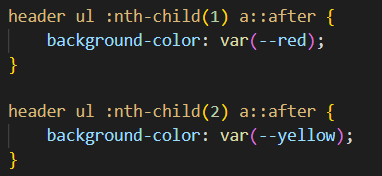 header ul :nth-child(1) a::after {
    background-color: var(--red);
}

header ul :nth-child(2) a::after {
    background-color: var(--yellow);
}